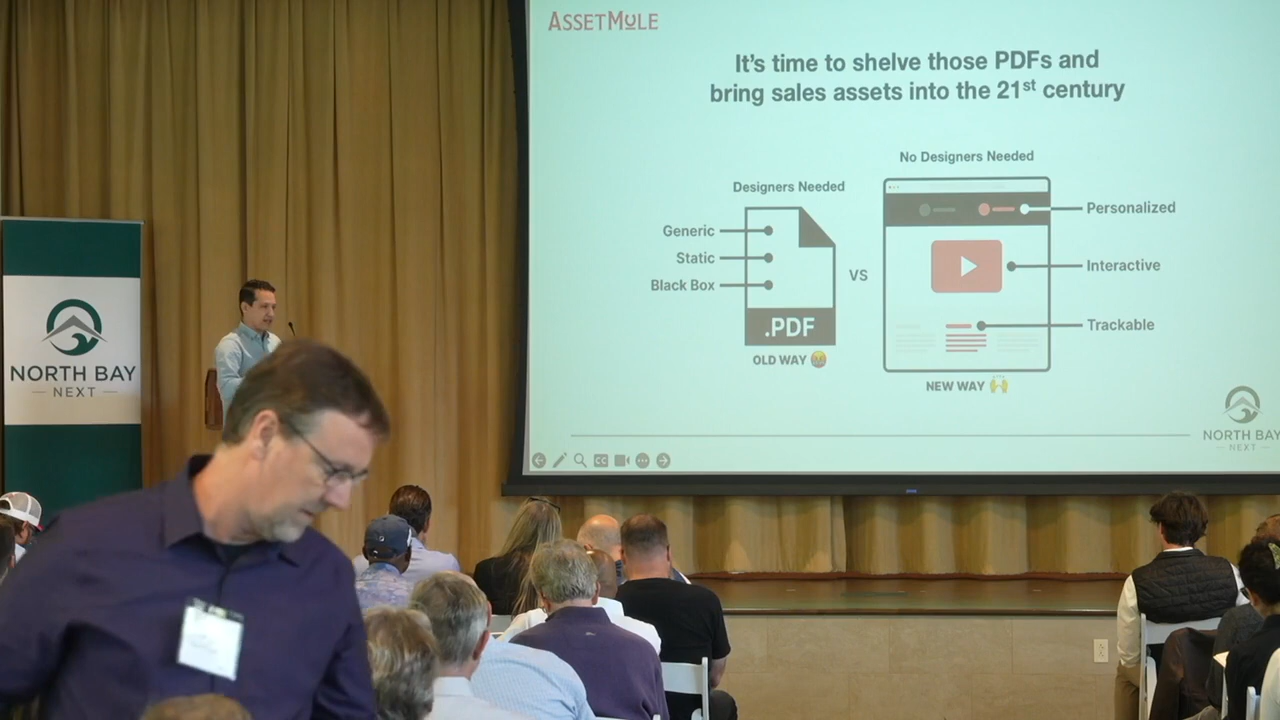 ASSETMULE
It's time to shelve those PDFs and
bring sales assets into the 21st century
Designers Needed
Generic
Static
Black Box
.PDF
OLD WAY
VS
No Designers Needed
Personalized
Interactive
Trackable
NEW WAY
NORTH BAY
NEXT
CC
NORTH BAY
NEXT